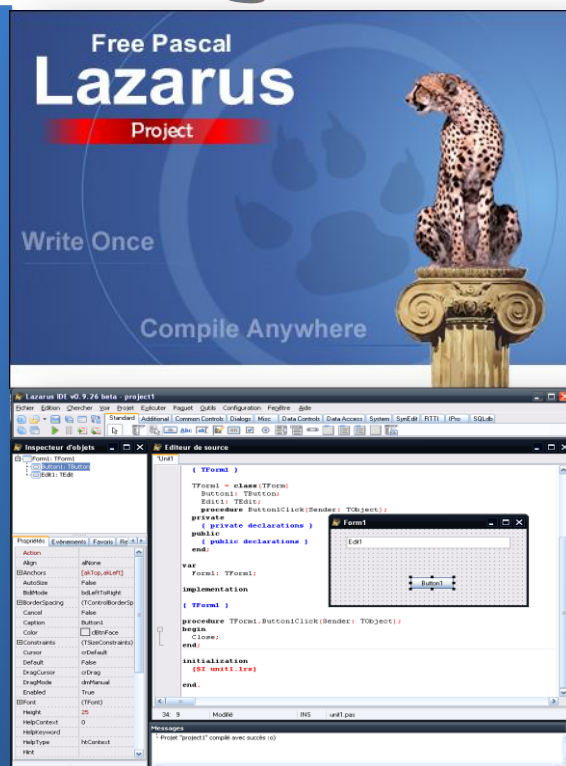 Free Pascal
Lazarus
Project
Write Once
Compile Anywhere
Lazarus IDE v0.9.26 beta - project1
Fichier Edition Chercher Voir Projet Exécuter Paquet Outils Configuration Fenêtre Aide
Standard Additional Common Controls Dialogs Misc Data Controls Data Access System SynEdit RTTI IPro SQLdb
Inspecteur d'objets
Form1: TForm1
Button1: TButton
Edit1: TEdit
Propriétés Evènements Favoris Re
Action
Align alNone
Anchors [akTop,akLeft]
AutoSize False
BidiMode bdLeftToRight
BorderSpacing (TControlBorderSp
Cancel False
Caption Button1
Color clBtnFace
Constraints (TSizeConstraints)
Cursor crDefault
Default False
DragCursor crDrag
DragMode dmManual
Enabled True
Font (TFont)
Height 25
HelpContext 0
HelpKeyword
HelpType htContext
Hint
Editeur de source
Unit1
{ TForm1 }
TForm1 = class(TForm)
Button1: TButton;
Edit1: TEdit;
procedure Button1Click(Sender: TObject);
private
{ private declarations }
public
{ public declarations }
end;
var
Form1: TForm1;
implementation
{ TForm1 }
procedure TForm1.Button1Click(Sender: TObject);
begin
Close;
end;
initialization
{$I unit1.lrs}
end.
Form1
Edit1
Button1
34: 9 Modifié INS unit1.pas
Messages
Projet "project1" compilé avec succès :o)